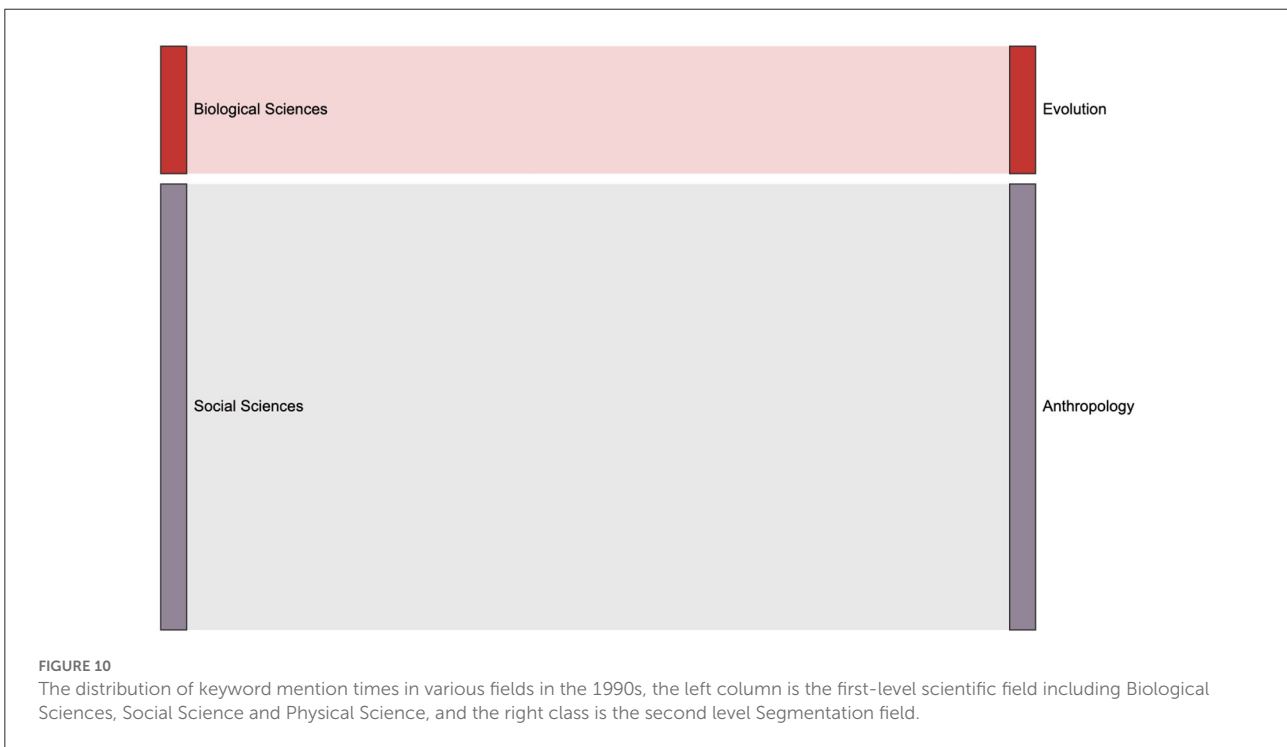 Biological Sciences
Evolution
Social Sciences
Anthropology
FIGURE 10
The distribution of keyword mention times in various fields in the 1990s, the left column is the first-level scientific field including Biological
Sciences, Social Science and Physical Science, and the right class is the second level Segmentation field.